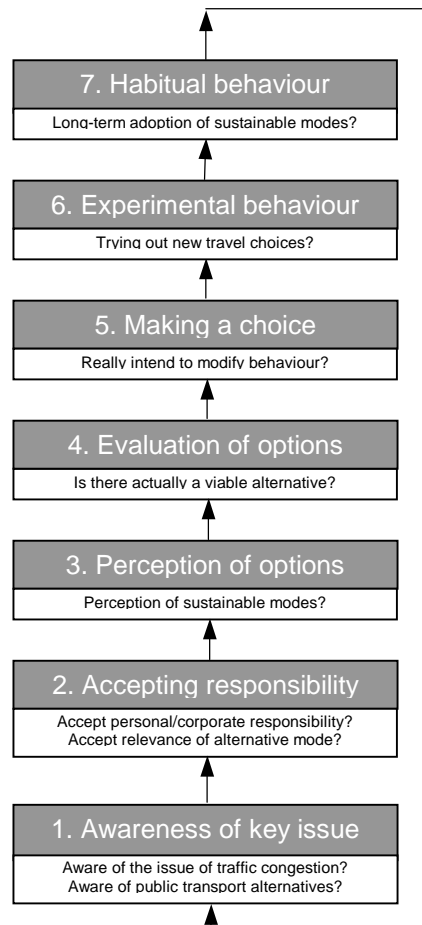 7. Habitual behaviour
Long-term adoption of sustainable modes?
6. Experimental behaviour
Trying out new travel choices?
5. Making a choice
Really intend to modify behaviour?
4. Evaluation of options
Is there actually a viable alternative?
3. Perception of options
Perception of sustainable modes?
2. Accepting responsibility
Accept personal/corporate responsibility?
Accept relevance of alternative mode?
1. Awareness of key issue
Aware of the issue of traffic congestion?
Aware of public transport alternatives?